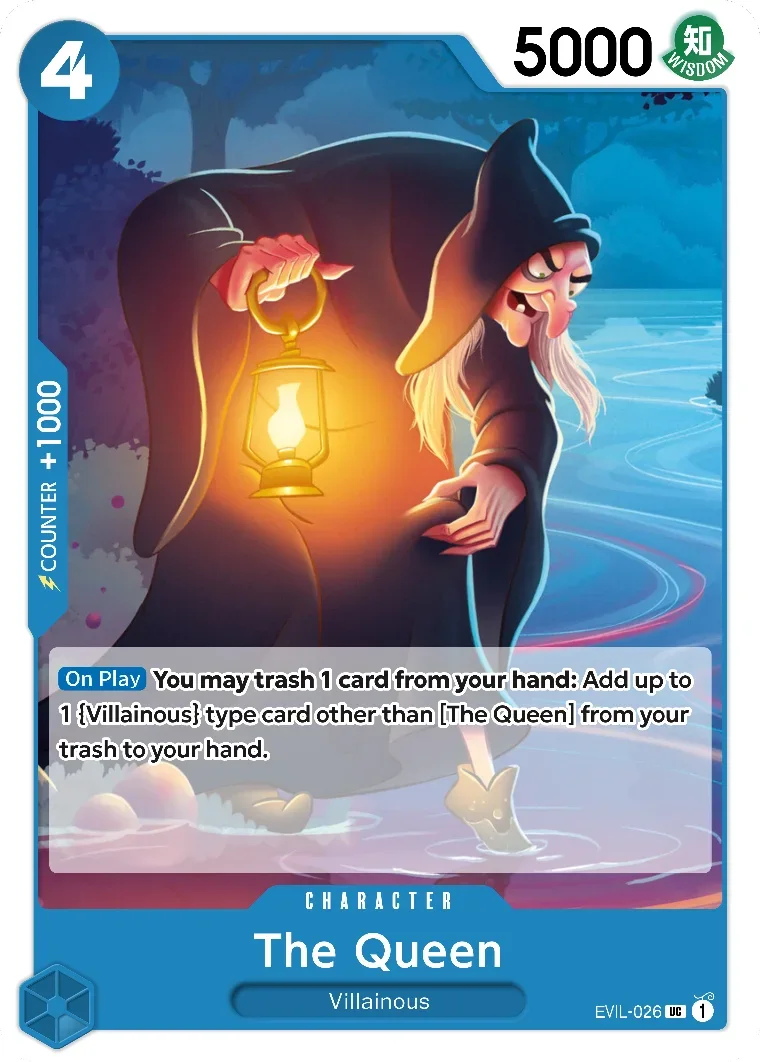 4
5000
知
WISDOM
COUNTER +1000
On Play You may trash 1 card from your hand: Add up to
1 {Villainous} type card other than [The Queen] from your
trash to your hand.
CHARACTER
The Queen
Villainous
EVIL-026 UC 1